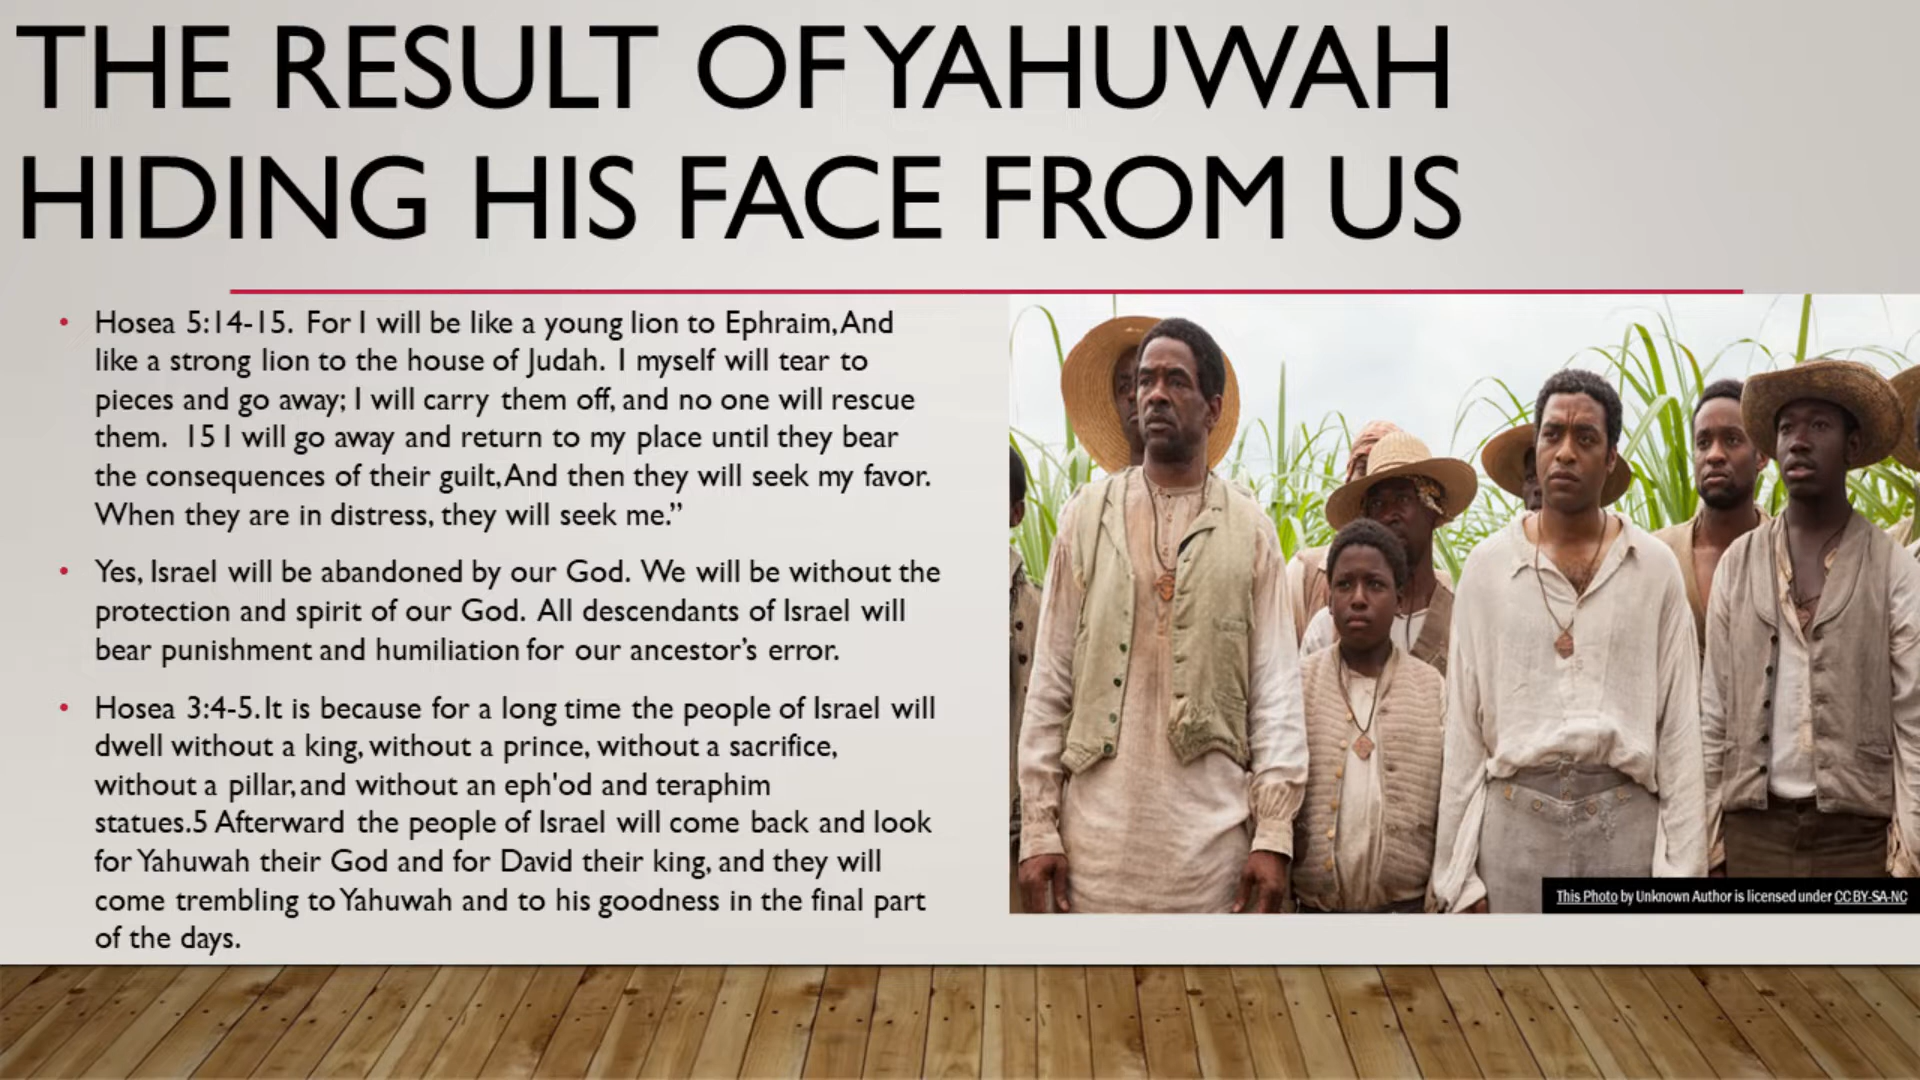 THE RESULT OF YAHUWAH
HIDING HIS FACE FROM US
• Hosea 5:14-15. For I will be like a young lion to Ephraim, And
like a strong lion to the house of Judah. I myself will tear to
pieces and go away; I will carry them off, and no one will rescue
them. 15 I will go away and return to my place until they bear
the consequences of their guilt, And then they will seek my favor.
When they are in distress, they will seek me.”
• Yes, Israel will be abandoned by our God. We will be without the
protection and spirit of our God. All descendants of Israel will
bear punishment and humiliation for our ancestor’s error.
• Hosea 3:4-5. It is because for a long time the people of Israel will
dwell without a king, without a prince, without a sacrifice,
without a pillar, and without an eph'od and teraphim
statues.5 Afterward the people of Israel will come back and look
for Yahuwah their God and for David their king, and they will
come trembling to Yahuwah and to his goodness in the final part
of the days.
This Photo by Unknown Author is licensed under CC BY-SA-NC